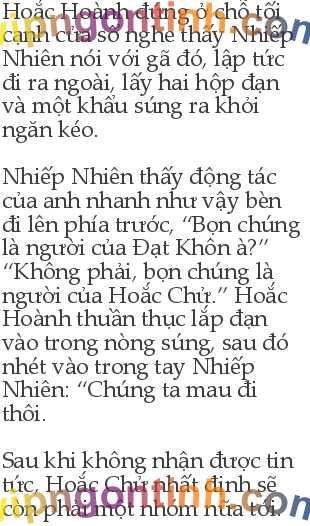 Hoắc Hoành đứng ở chỗ tối
cạnh cửa sổ nghe thấy Nhiếp
Nhiên nói với gã đó, lập tức
đi ra ngoài, lấy hai hộp đạn
và một khẩu súng ra khỏi
ngăn kéo.
Nhiếp Nhiên thấy động tác
của anh nhanh như vậy bèn
đi lên phía trước, “Bọn chúng
là người của Đạt Khôn à?”
“Không phải, bọn chúng là
người của Hoắc Chử.” Hoắc
Hoành thuần thục lắp đạn
vào trong nòng súng, sau đó
nhét vào trong tay Nhiếp
Nhiên: “Chúng ta mau đi
thôi.
Sau khi không nhận được tin
tức, Hoắc Chử nhất định sẽ
còn phải một nhóm nữa tới.
vipngontinh.com
vipngontinh.com